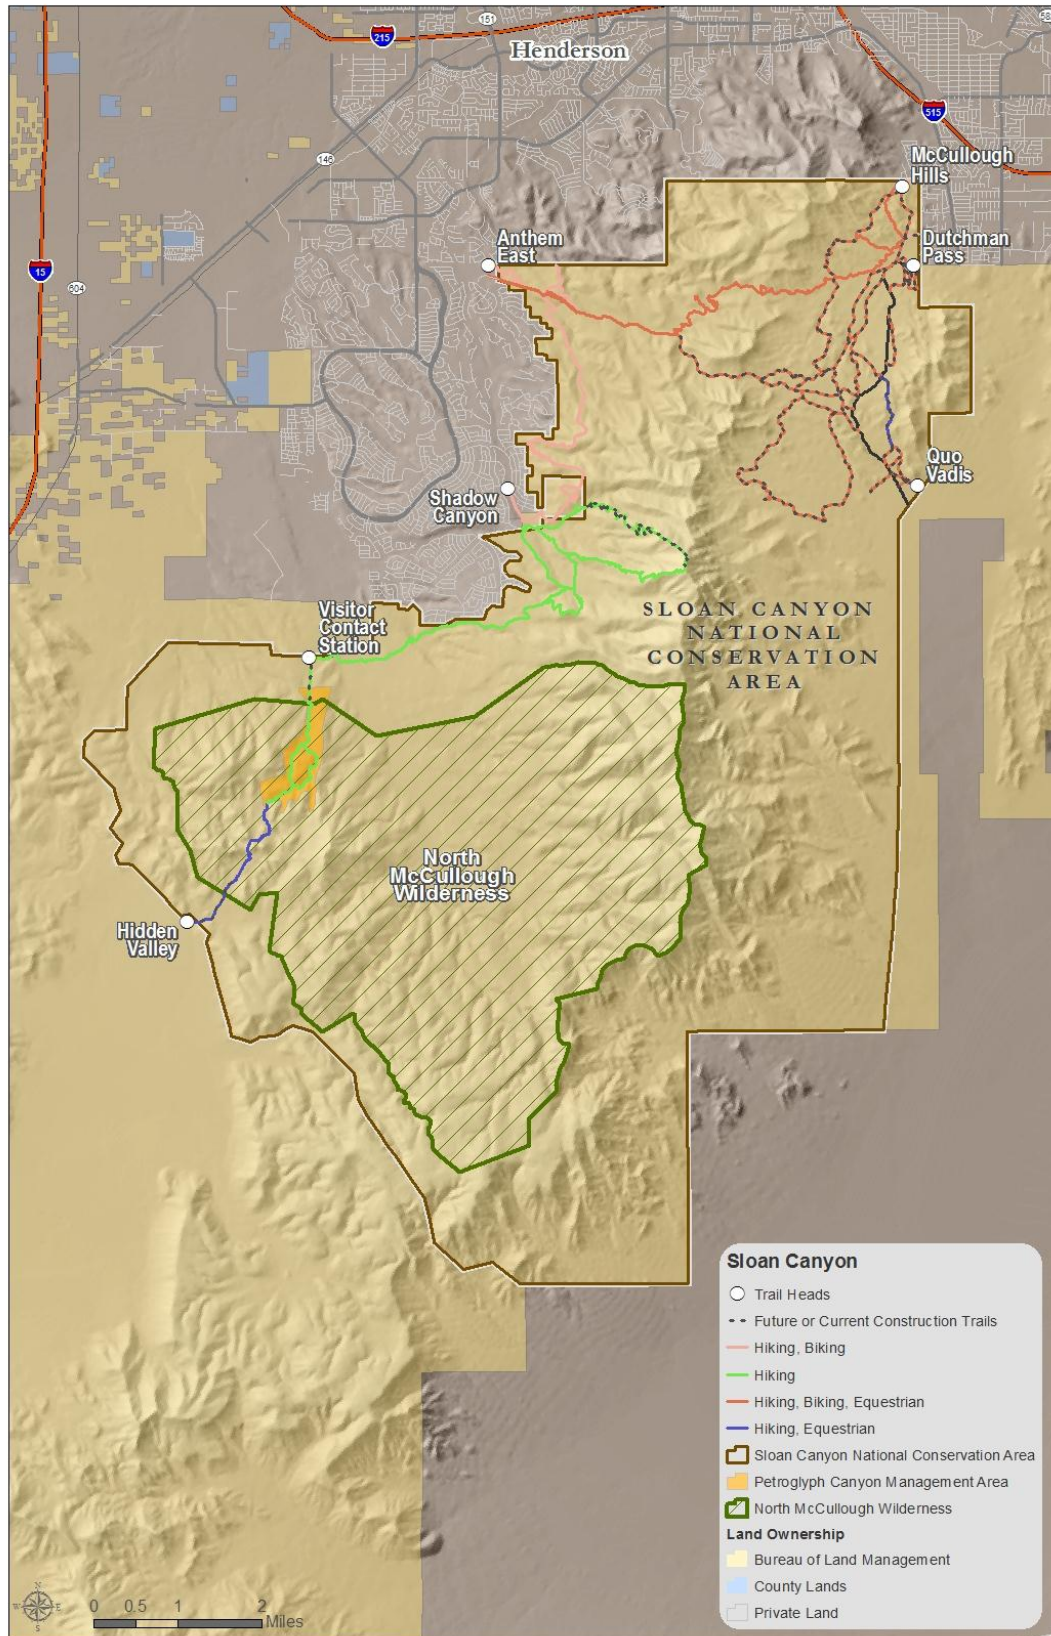 151
58
215
Henderson
515
146
McCullough
Hills
Anthem
East
Dutchman
Pass
15
604
Quo
Vadis
Shadow
Canyon
Visitor
Contact
Station
SLOAN CANYON
NATIONAL
CONSERVATION
AREA
North
McCullough
Wilderness
Hidden
Valley
Sloan Canyon
Trail Heads
Future or Current Construction Trails
Hiking, Biking
Hiking
Hiking, Biking, Equestrian
Hiking, Equestrian
Sloan Canyon National Conservation Area
Petroglyph Canyon Management Area
North McCullough Wilderness
Land Ownership
Bureau of Land Management
County Lands
Private Land
N
W E
S
0 0.5 1 2
Miles